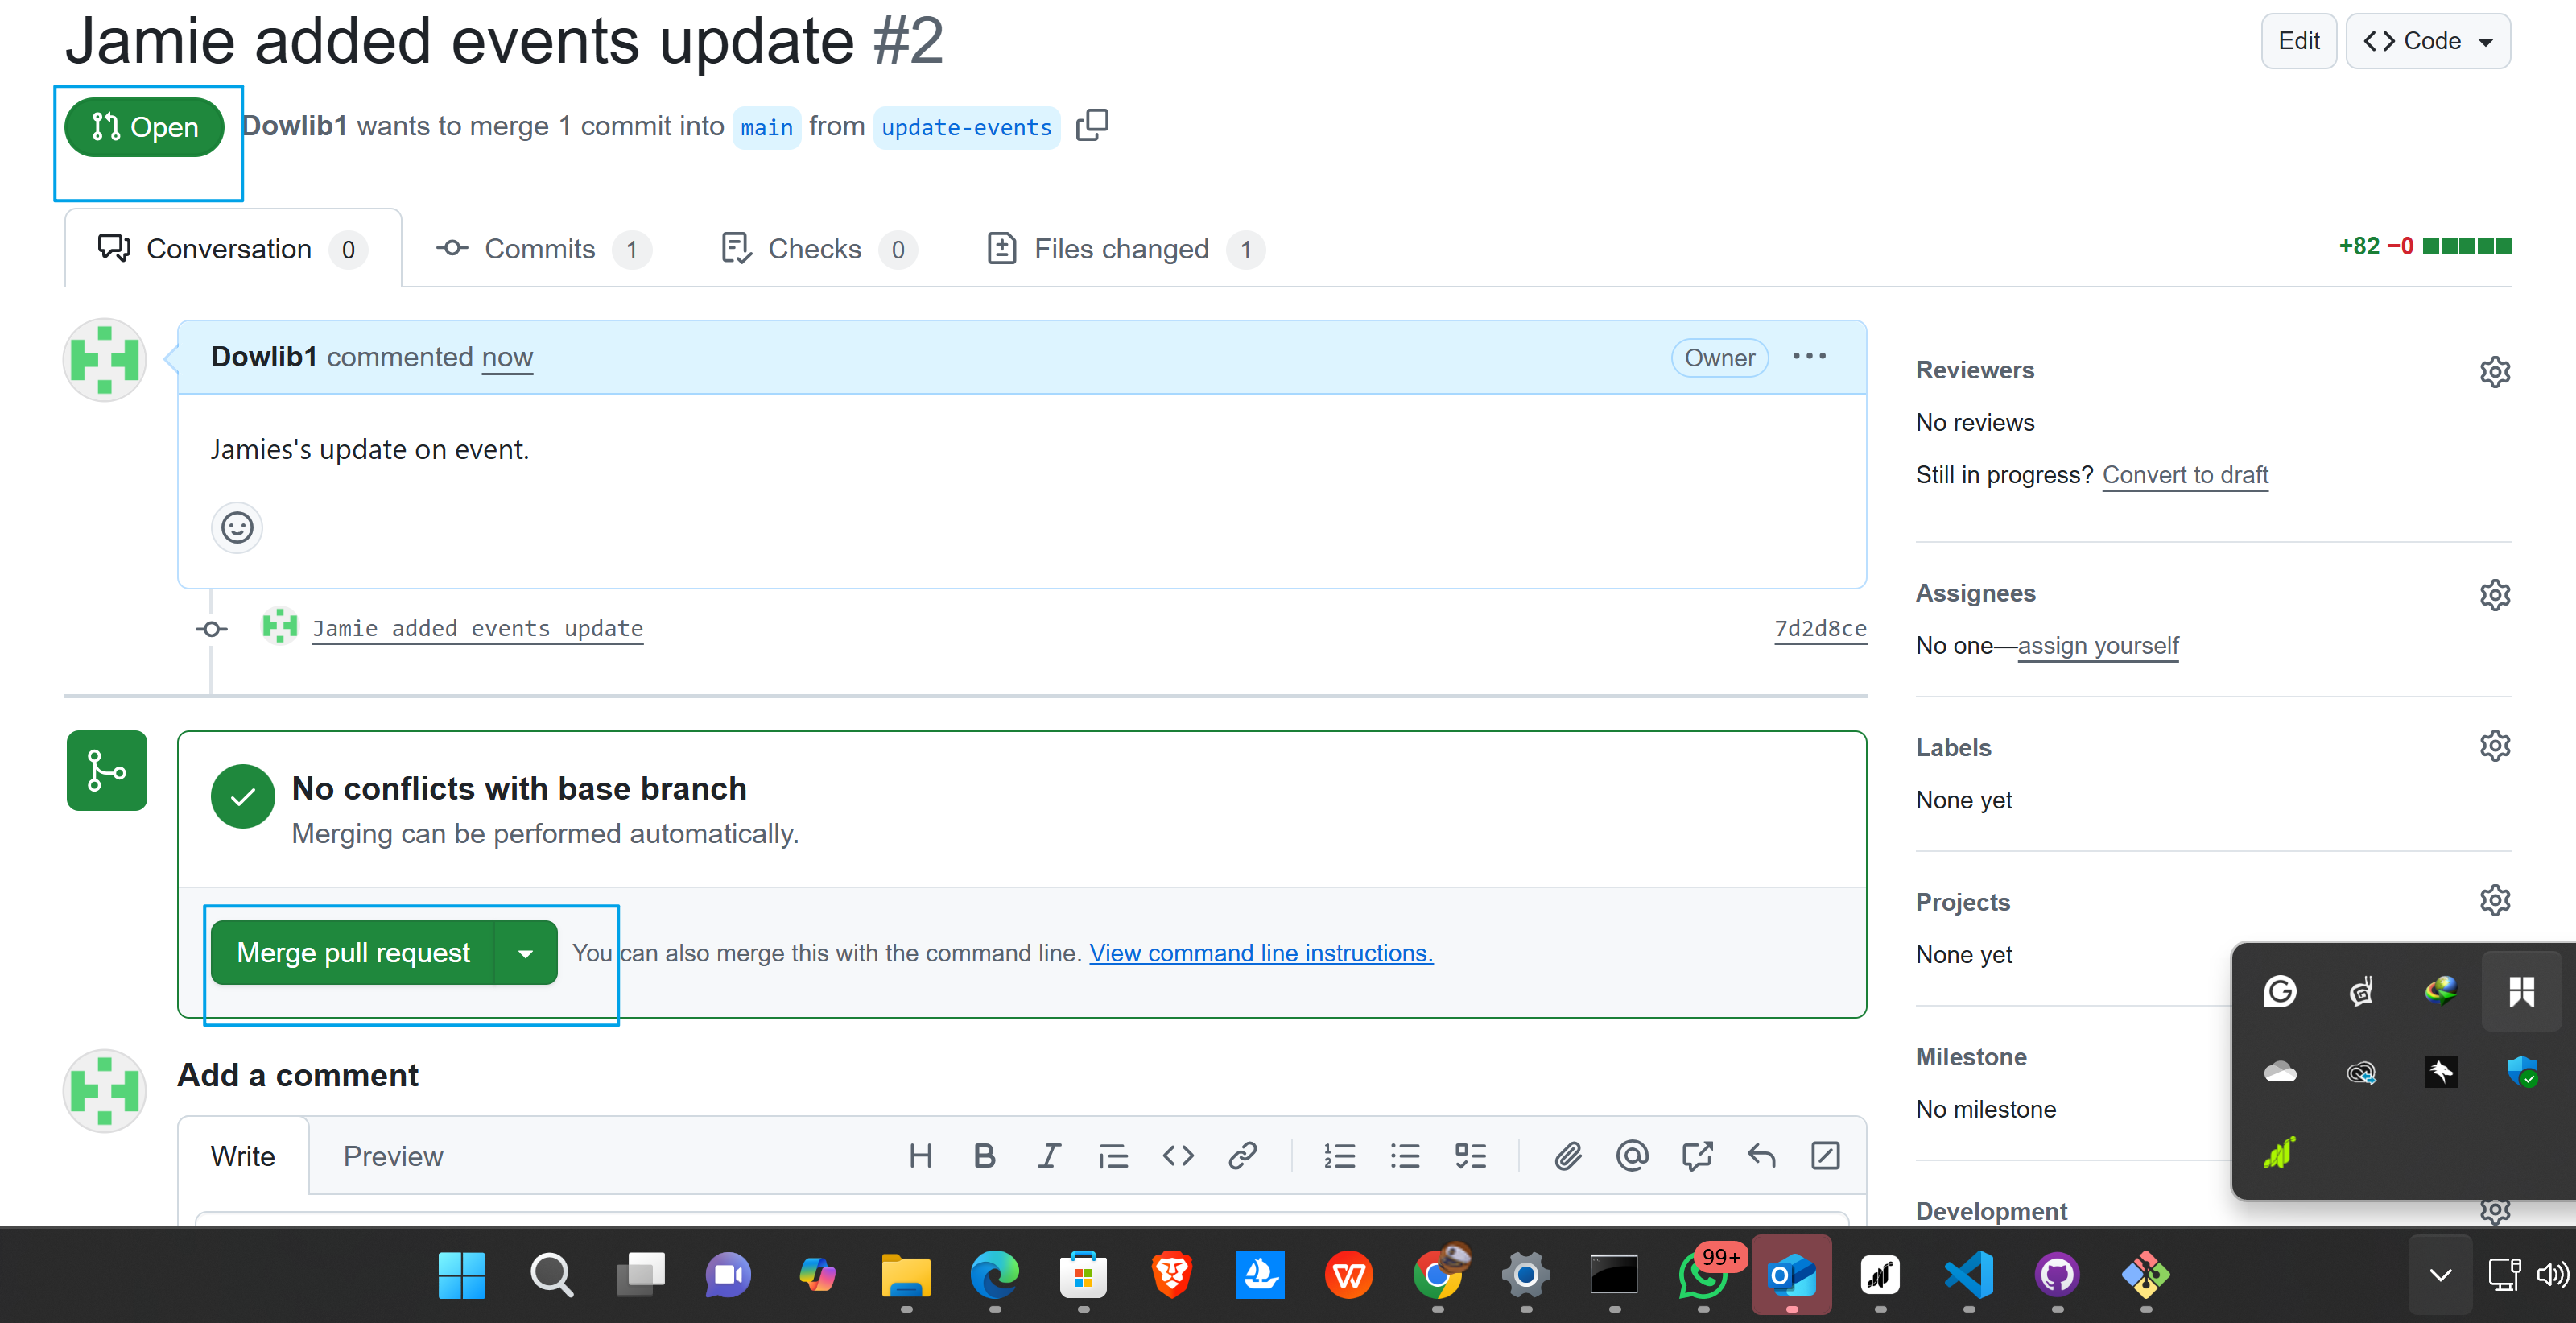 Jamie added events update #2
Edit
Code
Open
Dowlib1 wants to merge 1 commit into main from update-events
Conversation 0
Commits 1
Checks 0
Files changed 1
+82 −0
Dowlib1 commented now
Owner
Jamies's update on event.
Jamie added events update
7d2d8ce
No conflicts with base branch
Merging can be performed automatically.
Merge pull request
You can also merge this with the command line. View command line instructions.
Add a comment
Write
Preview
Reviewers
No reviews
Still in progress? Convert to draft
Assignees
No one—assign yourself
Labels
None yet
Projects
None yet
Milestone
No milestone
Development
99+